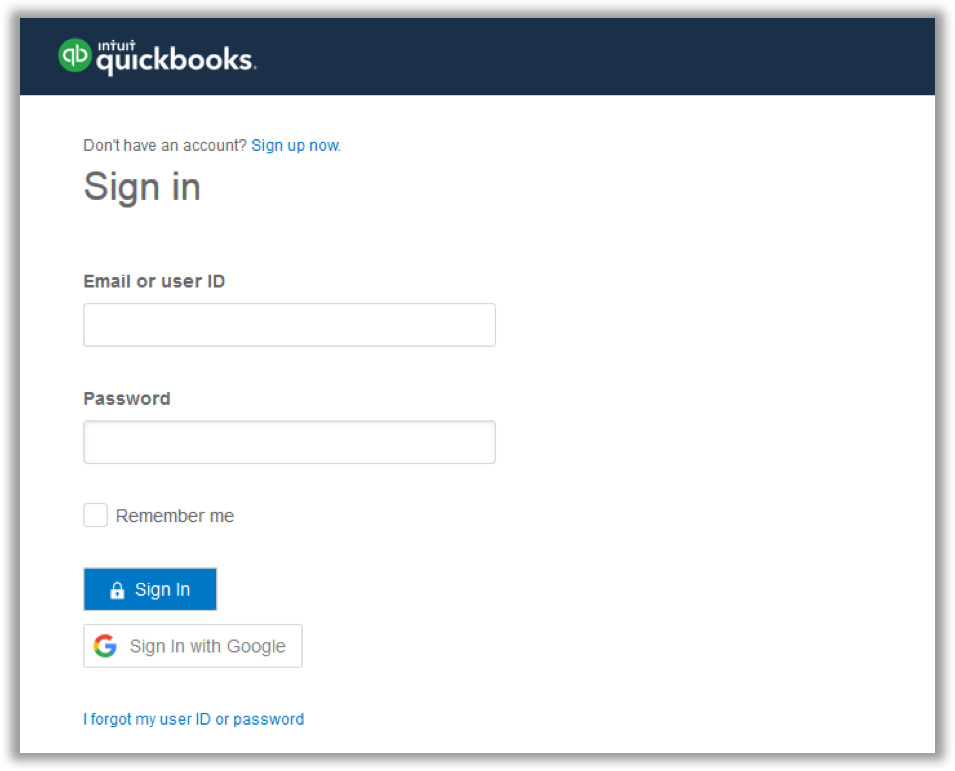 qb intuit
quickbooks.
Don't have an account? Sign up now.
Sign in
Email or user ID
Password
Remember me
Sign In
G Sign In with Google
I forgot my user ID or password